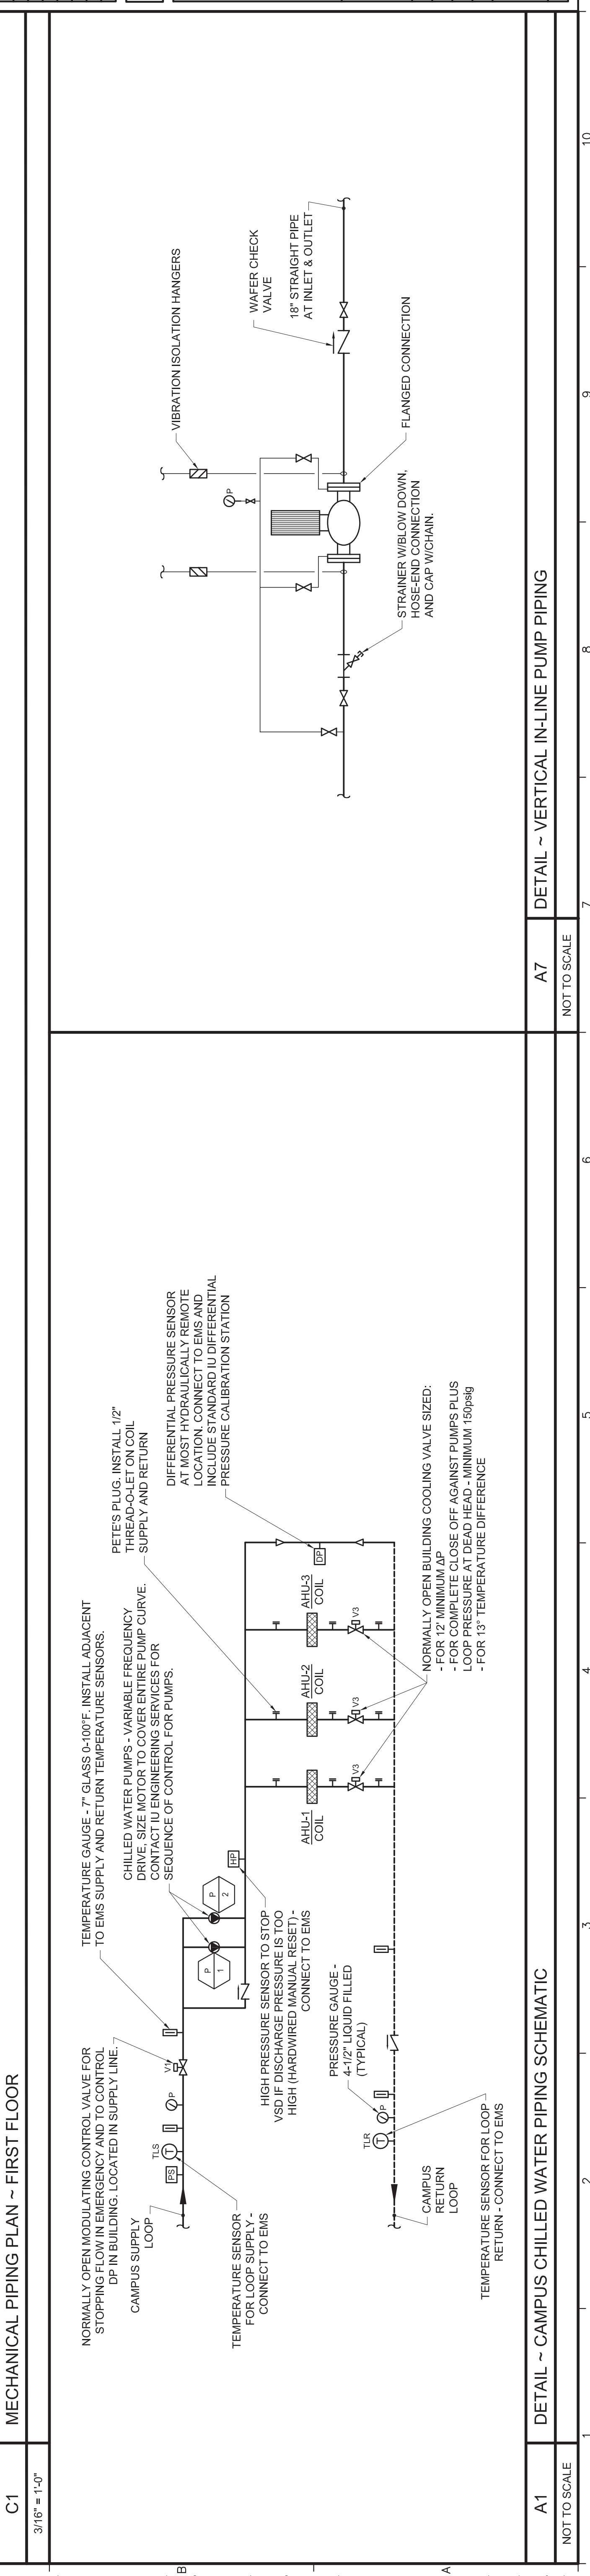 C1
MECHANICAL PIPING PLAN ~ FIRST FLOOR
3/16" = 1'-0"
NORMALLY OPEN MODULATING CONTROL VALVE FOR
STOPPING FLOW IN EMERGENCY AND TO CONTROL
DP IN BUILDING. LOCATED IN SUPPLY LINE.
CAMPUS SUPPLY
LOOP
TEMPERATURE SENSOR
FOR LOOP SUPPLY -
CONNECT TO EMS
PS
T
TLS
P
V1
TEMPERATURE GAUGE - 7" GLASS 0-100°F. INSTALL ADJACENT
TO EMS SUPPLY AND RETURN TEMPERATURE SENSORS.
CHILLED WATER PUMPS - VARIABLE FREQUENCY
DRIVE, SIZE MOTOR TO COVER ENTIRE PUMP CURVE.
CONTACT IU ENGINEERING SERVICES FOR
SEQUENCE OF CONTROL FOR PUMPS.
P
1
P
2
HP
HIGH PRESSURE SENSOR TO STOP
VSD IF DISCHARGE PRESSURE IS TOO
HIGH (HARDWIRED MANUAL RESET) -
CONNECT TO EMS
PRESSURE GAUGE -
4-1/2" LIQUID FILLED
(TYPICAL)
P
T
TLR
CAMPUS
RETURN
LOOP
TEMPERATURE SENSOR FOR LOOP
RETURN - CONNECT TO EMS
PETE'S PLUG. INSTALL 1/2"
THREAD-O-LET ON COIL
SUPPLY AND RETURN
DIFFERENTIAL PRESSURE SENSOR
AT MOST HYDRAULICALLY REMOTE
LOCATION. CONNECT TO EMS AND
INCLUDE STANDARD IU DIFFERENTIAL
PRESSURE CALIBRATION STATION
AHU-1
COIL
V3
AHU-2
COIL
V3
AHU-3
COIL
V3
DP
NORMALLY OPEN BUILDING COOLING VALVE SIZED:
- FOR 12' MINIMUM ΔP
- FOR COMPLETE CLOSE OFF AGAINST PUMPS PLUS
LOOP PRESSURE AT DEAD HEAD - MINIMUM 150psig
- FOR 13° TEMPERATURE DIFFERENCE
A1
DETAIL ~ CAMPUS CHILLED WATER PIPING SCHEMATIC
NOT TO SCALE
VIBRATION ISOLATION HANGERS
P
WAFER CHECK
VALVE
18" STRAIGHT PIPE
AT INLET & OUTLET
FLANGED CONNECTION
STRAINER W/BLOW DOWN,
HOSE-END CONNECTION
AND CAP W/CHAIN.
A7
DETAIL ~ VERTICAL IN-LINE PUMP PIPING
NOT TO SCALE
B
A
1
2
3
4
5
6
7
8
9
10